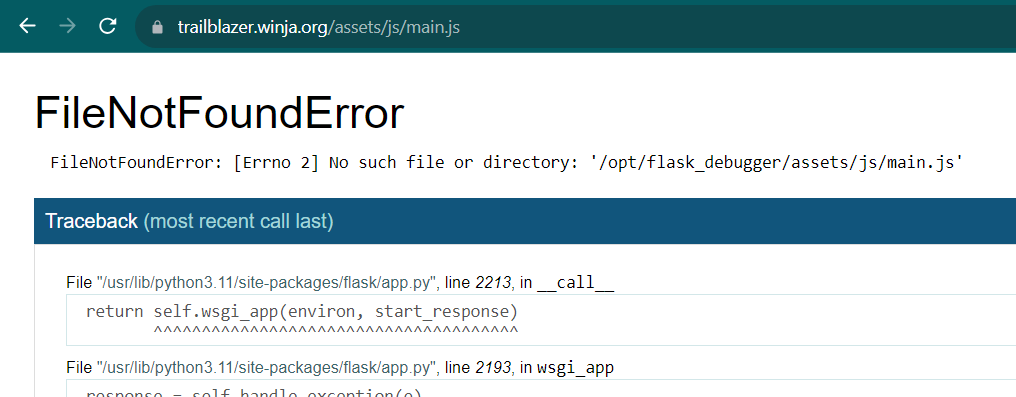 trailblazer.winja.org/assets/js/main.js
FileNotFoundError
FileNotFoundError: [Errno 2] No such file or directory: '/opt/flask_debugger/assets/js/main.js'
Traceback (most recent call last)
File "/usr/lib/python3.11/site-packages/flask/app.py", line 2213, in __call__
return self.wsgi_app(environ, start_response)
^^^^^^^^^^^^^^^^^^^^^^^^^^^^^^^^^^^^^^
File "/usr/lib/python3.11/site-packages/flask/app.py", line 2193, in wsgi_app
response = self.handle_exception(e)